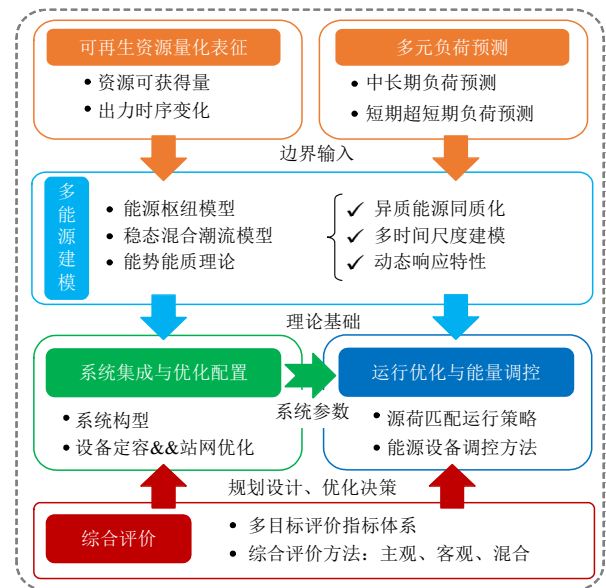 可再生资源量化表征
• 资源可获得量
• 出力时序变化
多元负荷预测
• 中长期负荷预测
• 短期超短期负荷预测
边界输入
多能源建模
• 能源枢纽模型
• 稳态混合潮流模型
• 能势能质理论
✓ 异质能源同质化
✓ 多时间尺度建模
✓ 动态响应特性
理论基础
系统集成与优化配置
• 系统构型
• 设备定容&&站网优化
系统参数
运行优化与能量调控
• 源荷匹配运行策略
• 能源设备调控方法
规划设计、优化决策
综合评价
• 多目标评价指标体系
• 综合评价方法：主观、客观、混合